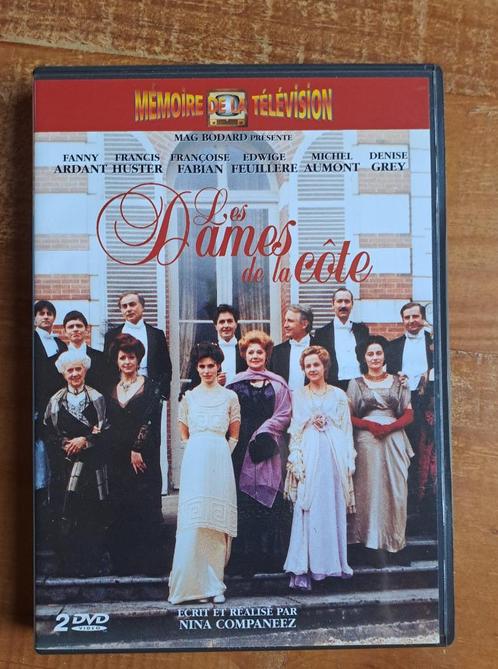 MÉMOIRE DE LA TÉLÉVISION
MAG BODARD PRÉSENTE
FANNY ARDANT
FRANCIS HUSTER
FRANÇOISE FABIAN
EDWIGE FEUILLERE
MICHEL AUMONT
DENISE GREY
Les
Dames
de la côte
ECRIT ET RÉALISÉ PAR
NINA COMPANEEZ
2 DVD
VIDEO